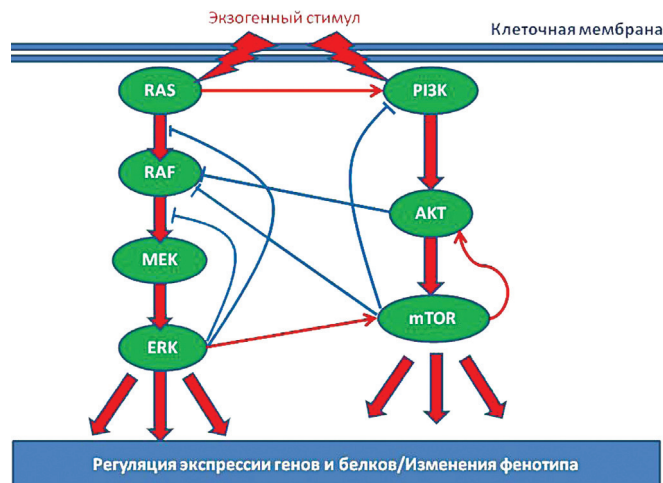 Экзогенный стимул
Клеточная мембрана
RAS
PI3K
RAF
AKT
MEK
mTOR
ERK
Регуляция экспрессии генов и белков/Изменения фенотипа